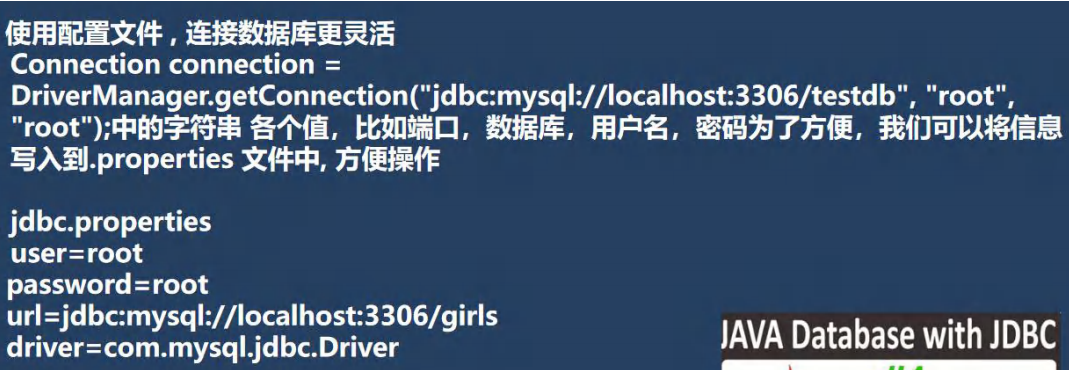 使用配置文件，连接数据库更灵活
Connection connection =
DriverManager.getConnection("jdbc:mysql://localhost:3306/testdb", "root",
"root");中的字符串 各个值，比如端口，数据库，用户名，密码为了方便，我们可以将信息
写入到.properties 文件中, 方便操作
jdbc.properties
user=root
password=root
url=jdbc:mysql://localhost:3306/girls
driver=com.mysql.jdbc.Driver
JAVA Database with JDBC